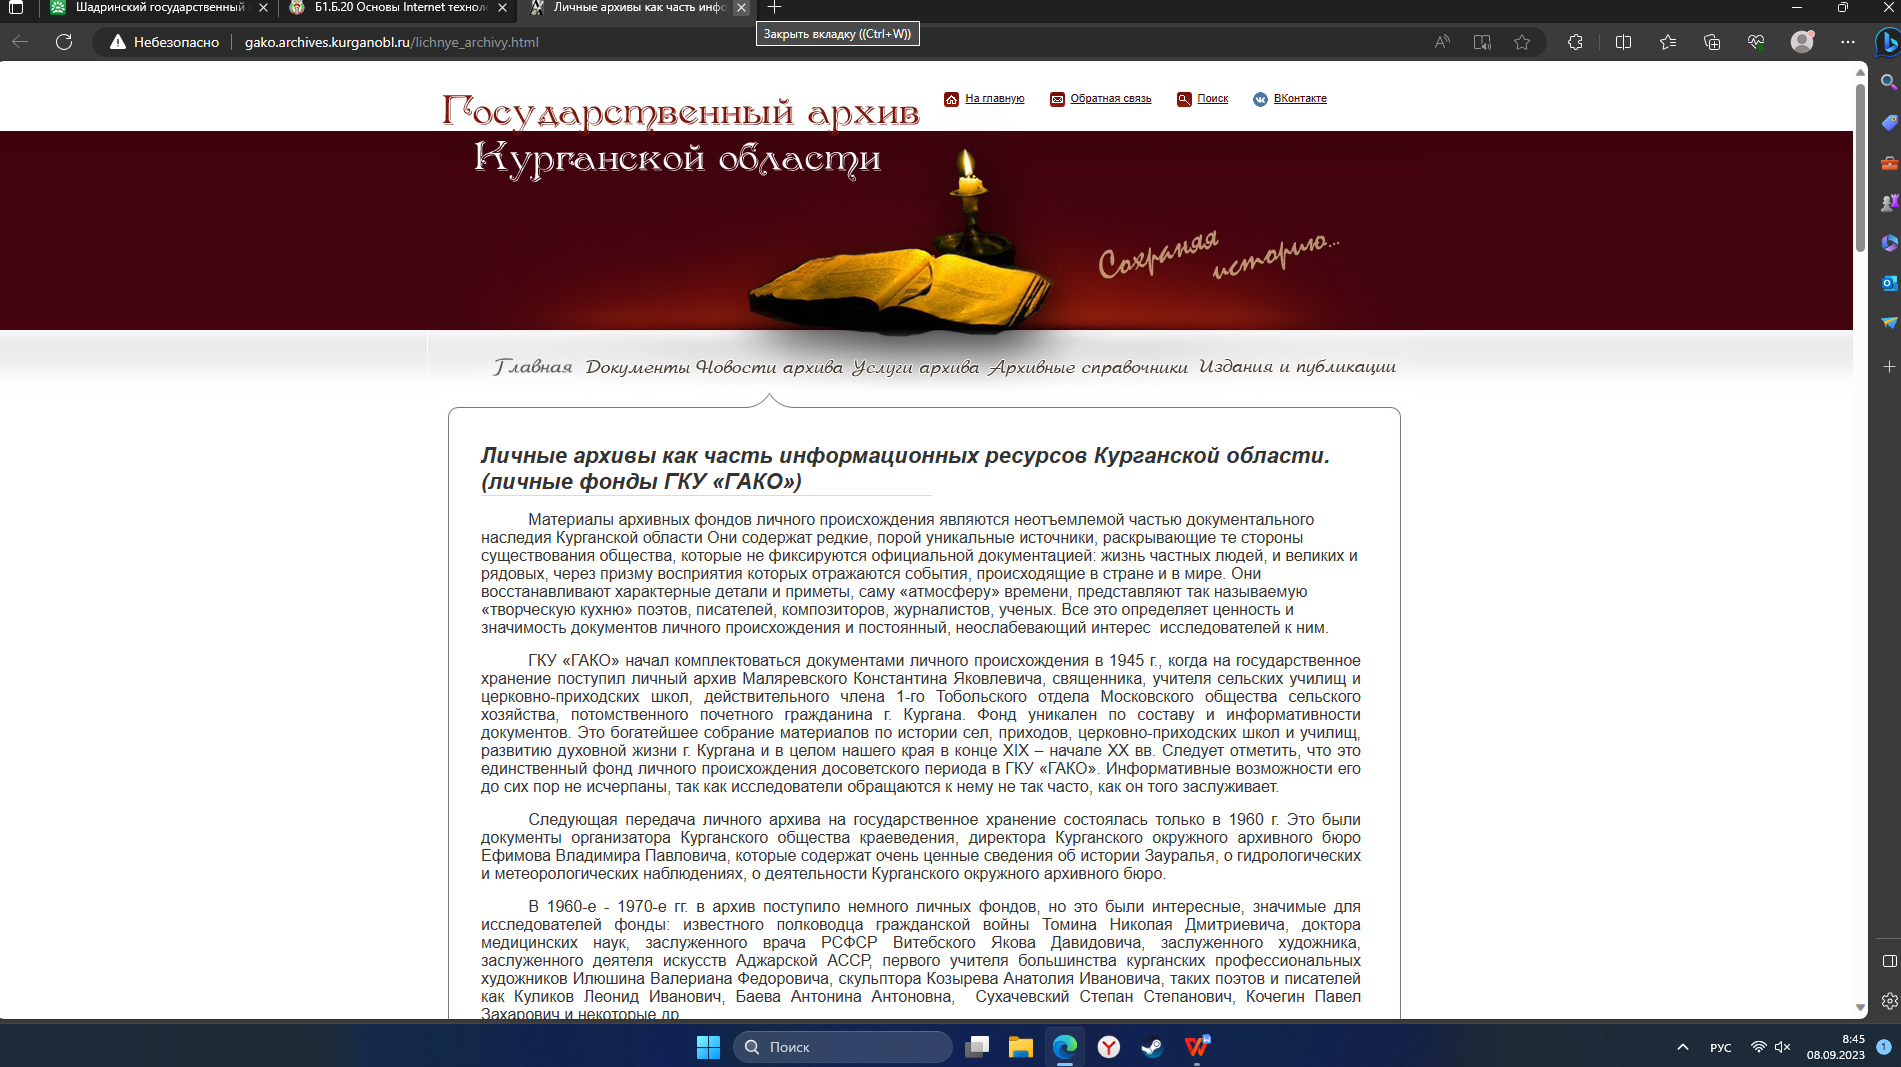 Шадринский государственный
Б1.Б.20 Основы Internet технол
Личные архивы как часть инфо
Закрыть вкладку ((Ctrl+W))
Небезопасно
gako.archives.kurganobl.ru/lichnye_archivy.html
На главную
Обратная связь
Поиск
ВКонтакте
Государственный архив
Курганской области
Сохраняя
историю...
Главная Документы Новости архива Услуги архива Архивные справочники Издания и публикации
Личные архивы как часть информационных ресурсов Курганской области.
(личные фонды ГКУ «ГАКО»)
Материалы архивных фондов личного происхождения являются неотъемлемой частью документального
наследия Курганской области Они содержат редкие, порой уникальные источники, раскрывающие те стороны
существования общества, которые не фиксируются официальной документацией: жизнь частных людей, и великих и
рядовых, через призму восприятия которых отражаются события, происходящие в стране и в мире. Они
восстанавливают характерные детали и приметы, саму «атмосферу» времени, представляют так называемую
«творческую кухню» поэтов, писателей, композиторов, журналистов, ученых. Все это определяет ценность и
значимость документов личного происхождения и постоянный, неослабевающий интерес  исследователей к ним.
ГКУ «ГАКО» начал комплектоваться документами личного происхождения в 1945 г., когда на государственное
хранение поступил личный архив Маляревского Константина Яковлевича, священника, учителя сельских училищ и
церковно-приходских школ, действительного члена 1-го Тобольского отдела Московского общества сельского
хозяйства, потомственного почетного гражданина г. Кургана. Фонд уникален по составу и информативности
документов. Это богатейшее собрание материалов по истории сел, приходов, церковно-приходских школ и училищ,
развитию духовной жизни г. Кургана и в целом нашего края в конце XIX – начале XX вв. Следует отметить, что это
единственный фонд личного происхождения досоветского периода в ГКУ «ГАКО». Информативные возможности его
до сих пор не исчерпаны, так как исследователи обращаются к нему не так часто, как он того заслуживает.
Следующая передача личного архива на государственное хранение состоялась только в 1960 г. Это были
документы организатора Курганского общества краеведения, директора Курганского окружного архивного бюро
Ефимова Владимира Павловича, которые содержат очень ценные сведения об истории Зауралья, о гидрологических
и метеорологических наблюдениях, о деятельности Курганского окружного архивного бюро.
В 1960-е - 1970-е гг. в архив поступило немного личных фондов, но это были интересные, значимые для
исследователей фонды: известного полководца гражданской войны Томина Николая Дмитриевича, доктора
медицинских наук, заслуженного врача РСФСР Витебского Якова Давидовича, заслуженного художника,
заслуженного деятеля искусств Аджарской АССР, первого учителя большинства курганских профессиональных
художников Илюшина Валериана Федоровича, скульптора Козырева Анатолия Ивановича, таких поэтов и писателей
как Куликов Леонид Иванович, Баева Антонина Антоновна,  Сухачевский Степан Степанович, Кочегин Павел
Захарович и некоторые др.
Поиск
РУС
8:45
08.09.2023
1